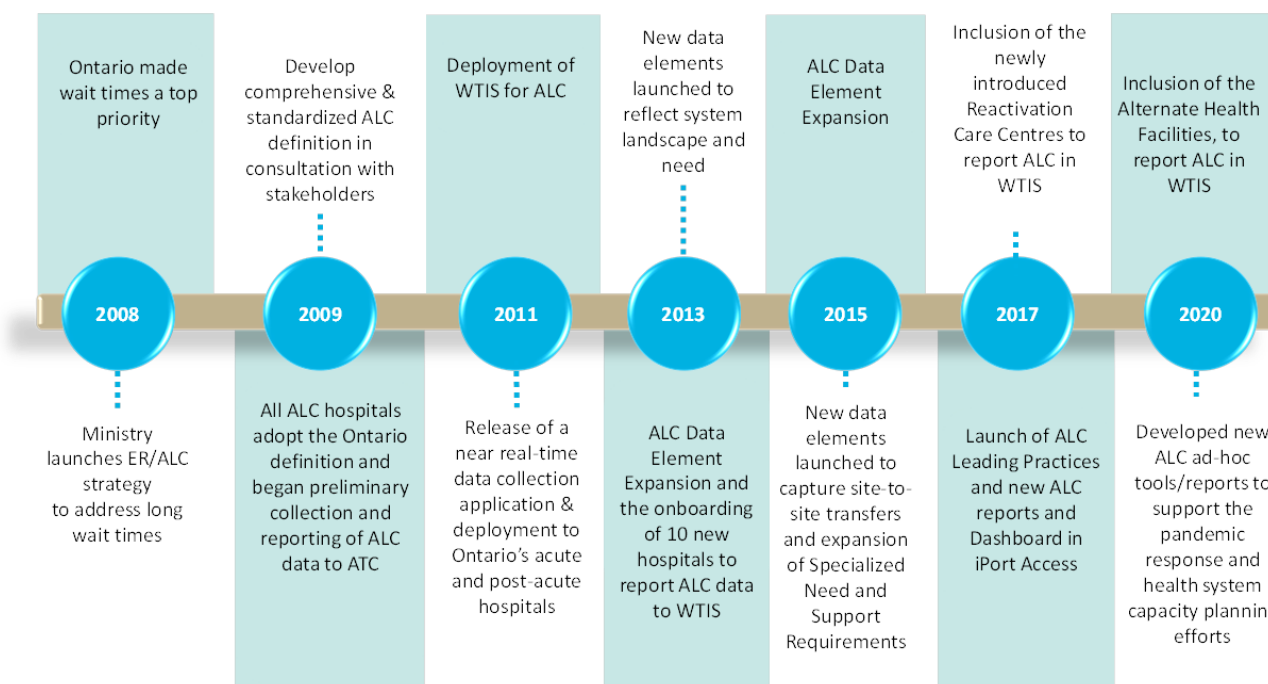 Ontario made
wait times a top
priority
Develop
comprehensive &
standardized ALC
definition in
consultation with
stakeholders
Deployment of
WTIS for ALC
New data
elements
launched to
reflect system
landscape and
need
ALC Data
Element
Expansion
Inclusion of the
newly
introduced
Reactivation
Care Centres to
report ALC in
WTIS
Inclusion of the
Alternate Health
Facilities, to
report ALC in
WTIS
2008
2009
2011
2013
2015
2017
2020
Ministry
launches ER/ALC
strategy
to address long
wait times
All ALC hospitals
adopt the Ontario
definition and
began preliminary
collection and
reporting of ALC
data to ATC
Release of a
near real-time
data collection
application &
deployment to
Ontario's acute
and post-acute
hospitals
ALC Data
Element
Expansion and
the onboarding
of 10 new
hospitals to
report ALC data
to WTIS
New data
elements
launched to
capture site-to-
site transfers
and expansion
of Specialized
Need and
Support
Requirements
Launch of ALC
Leading Practices
and new ALC
reports and
Dashboard in
iPort Access
Developed new
ALC ad-hoc
tools/reports to
support the
pandemic
response and
health system
capacity plannin
efforts